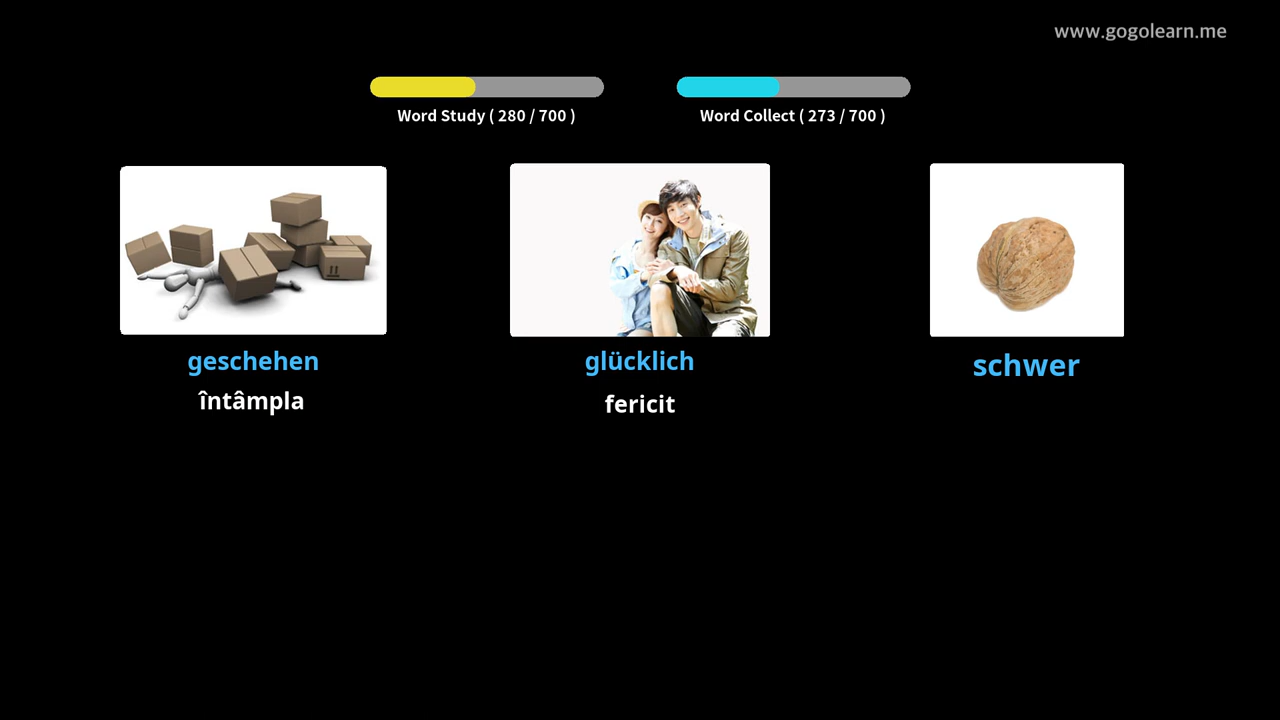 www.gogolearn.me
Word Study ( 280 / 700 )
Word Collect ( 273 / 700 )
geschehen
întâmpla
glücklich
fericit
schwer